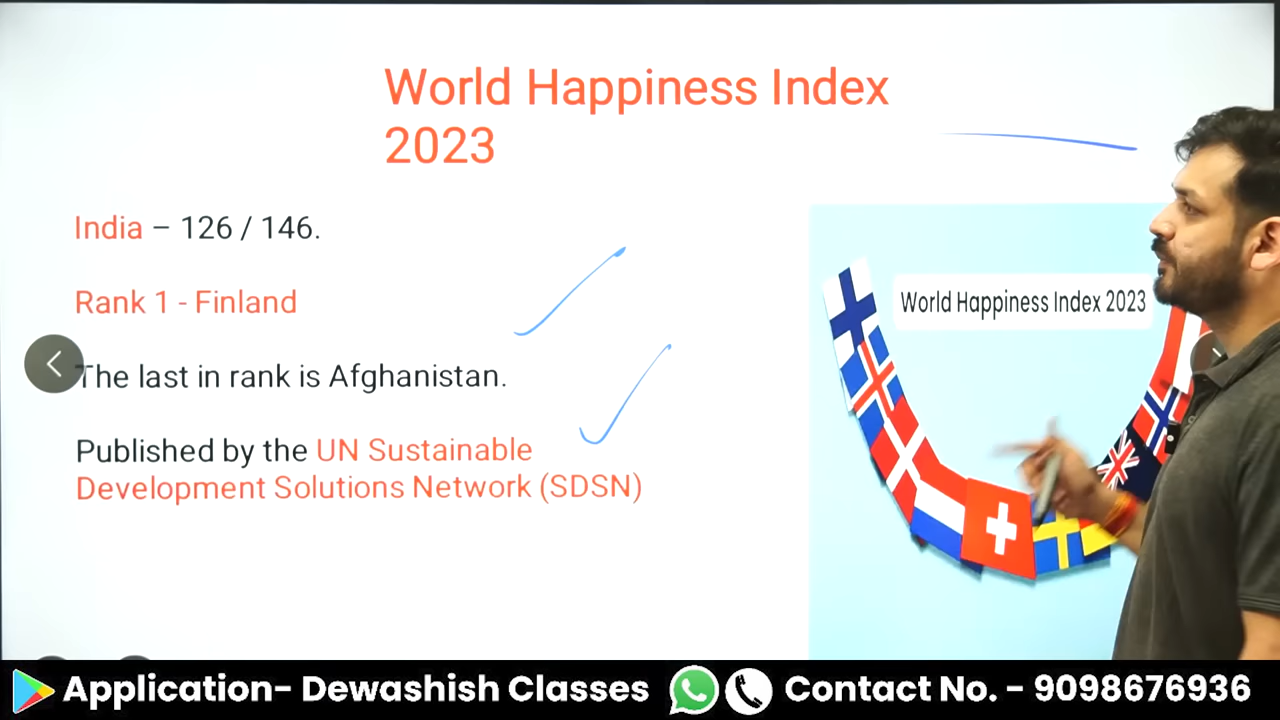 World Happiness Index
2023
India – 126 / 146.
Rank 1 - Finland
The last in rank is Afghanistan.
Published by the UN Sustainable
Development Solutions Network (SDSN)
World Happiness Index 2023
Application- Dewashish Classes
Contact No. - 9098676936